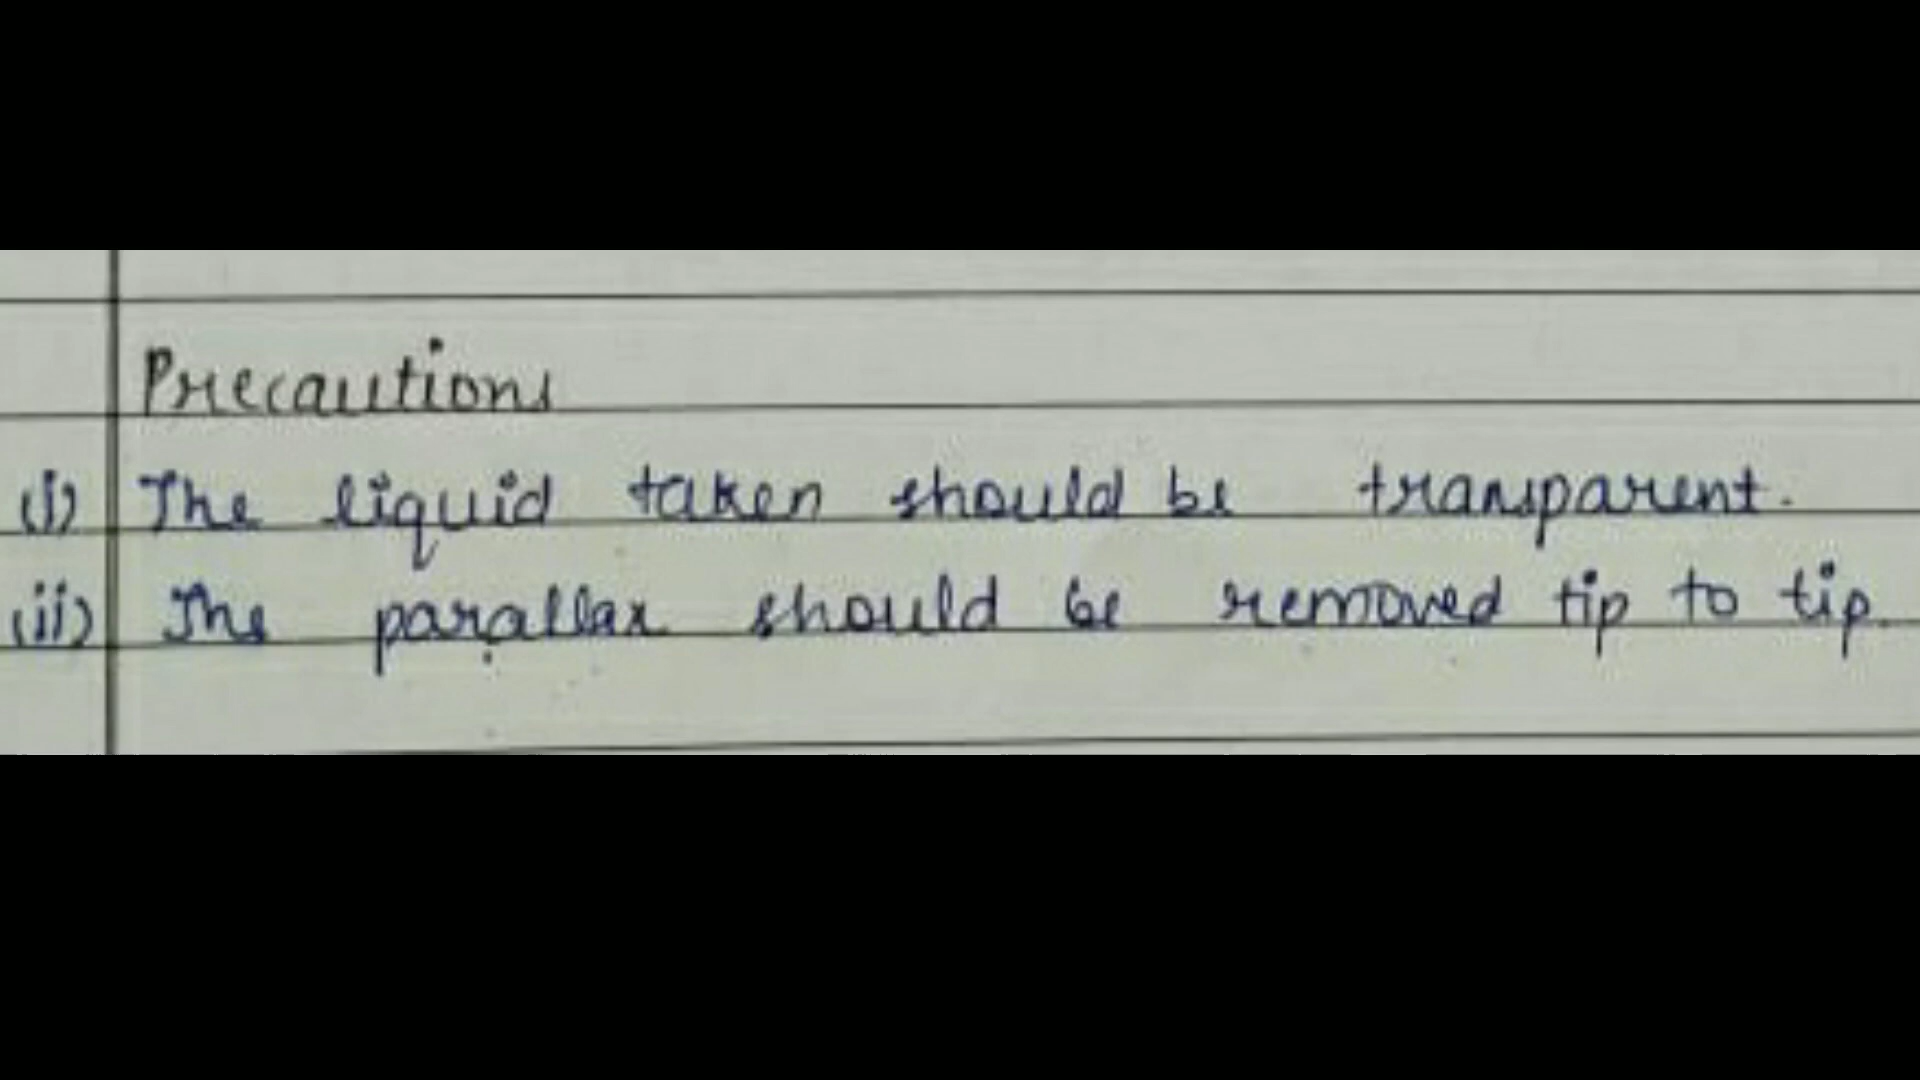 Precautions
(i) The liquid taken should be transparent.
(ii) The parallax should be removed tip to tip.